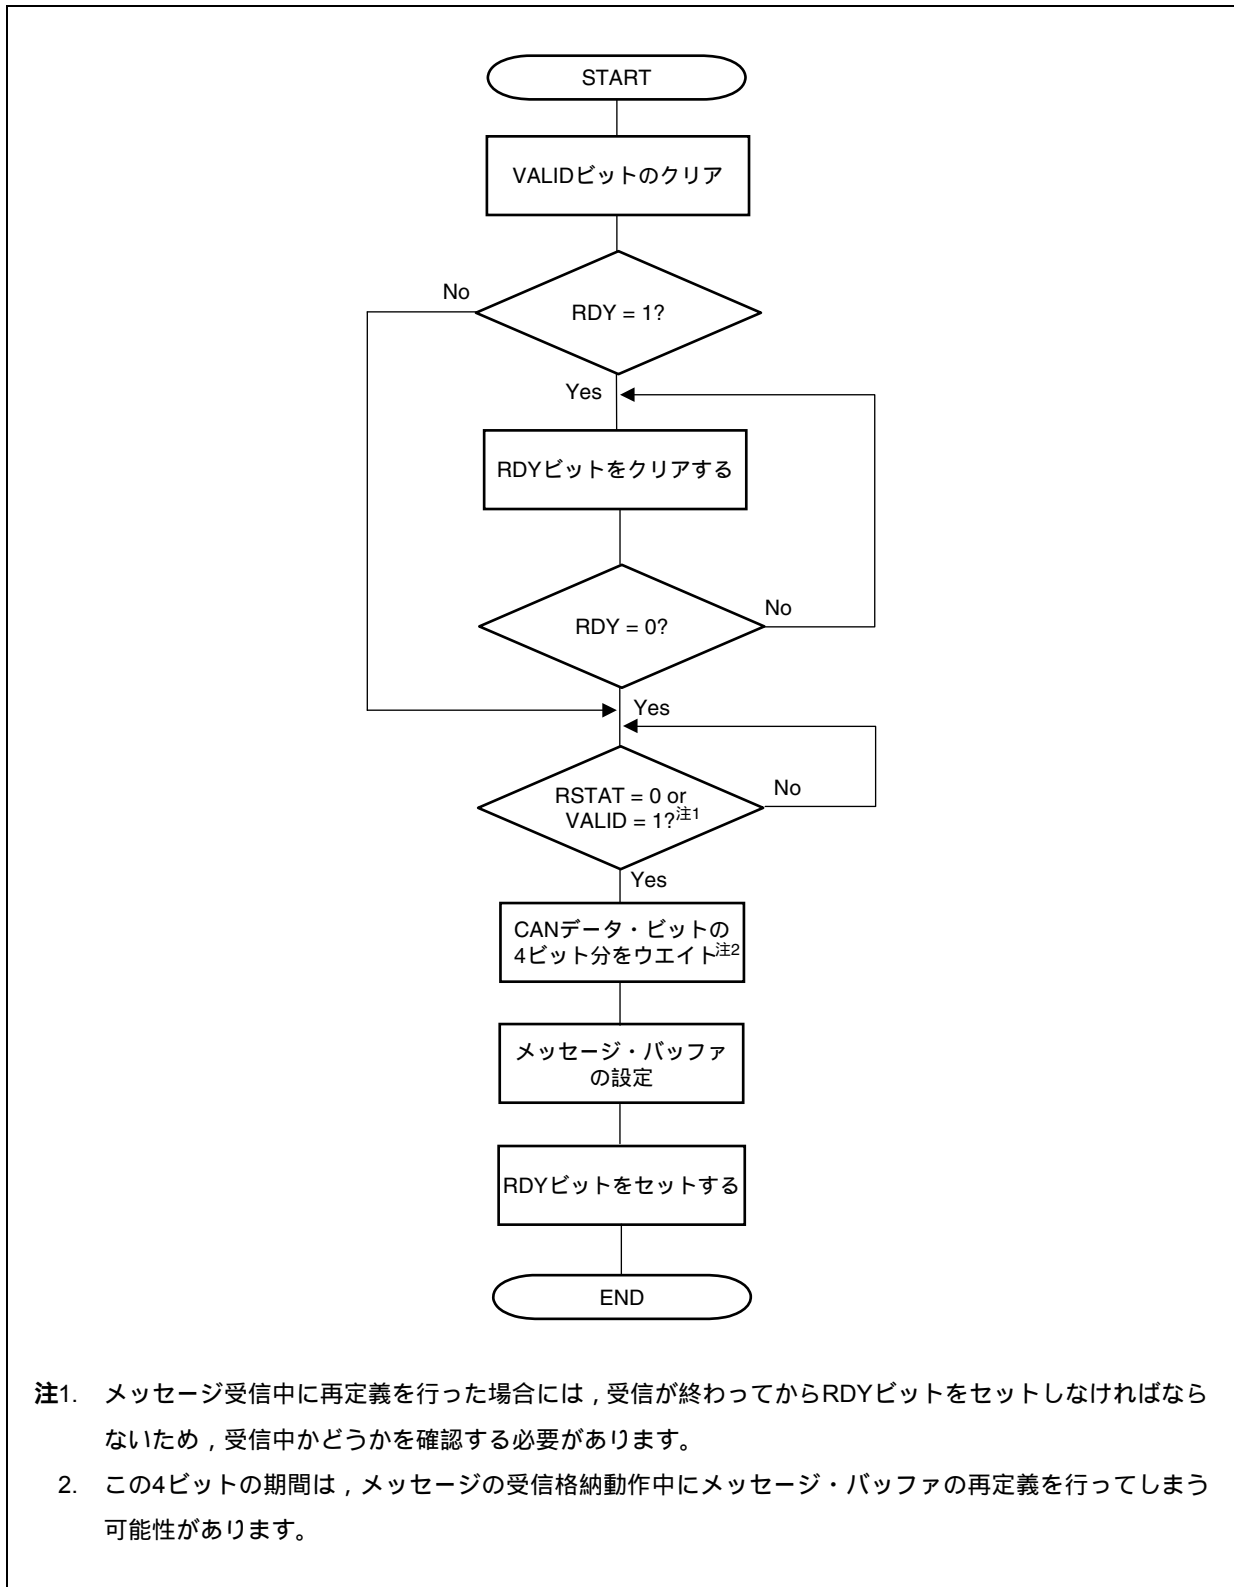 START
VALIDビットのクリア
No
RDY = 1?
Yes
RDYビットをクリアする
RDY = 0?
No
Yes
RSTAT = 0 or
VALID = 1?注1
No
Yes
CANデータ・ビットの
4ビット分をウエイト注2
メッセージ・バッファ
の設定
RDYビットをセットする
END
注1. メッセージ受信中に再定義を行った場合には，受信が終わってからRDYビットをセットしなければなら
ないため，受信中かどうかを確認する必要があります。
2. この4ビットの期間は，メッセージの受信格納動作中にメッセージ・バッファの再定義を行ってしまう
可能性があります。